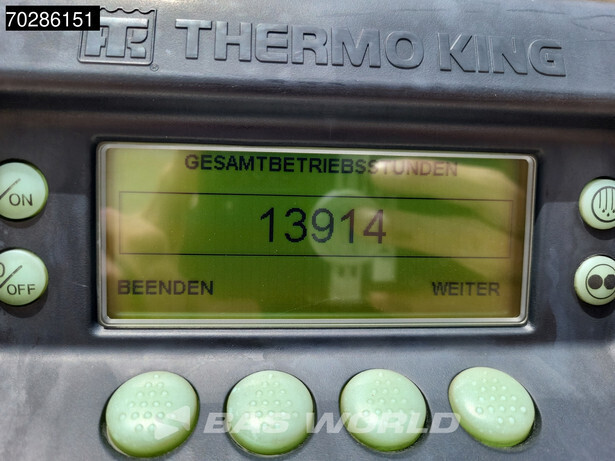 70286151
THERMO KING
GESAMTBETRIEBSSTUNDEN
/ON
13914
/OFF
BEENDEN WEITER
BAS WORLD